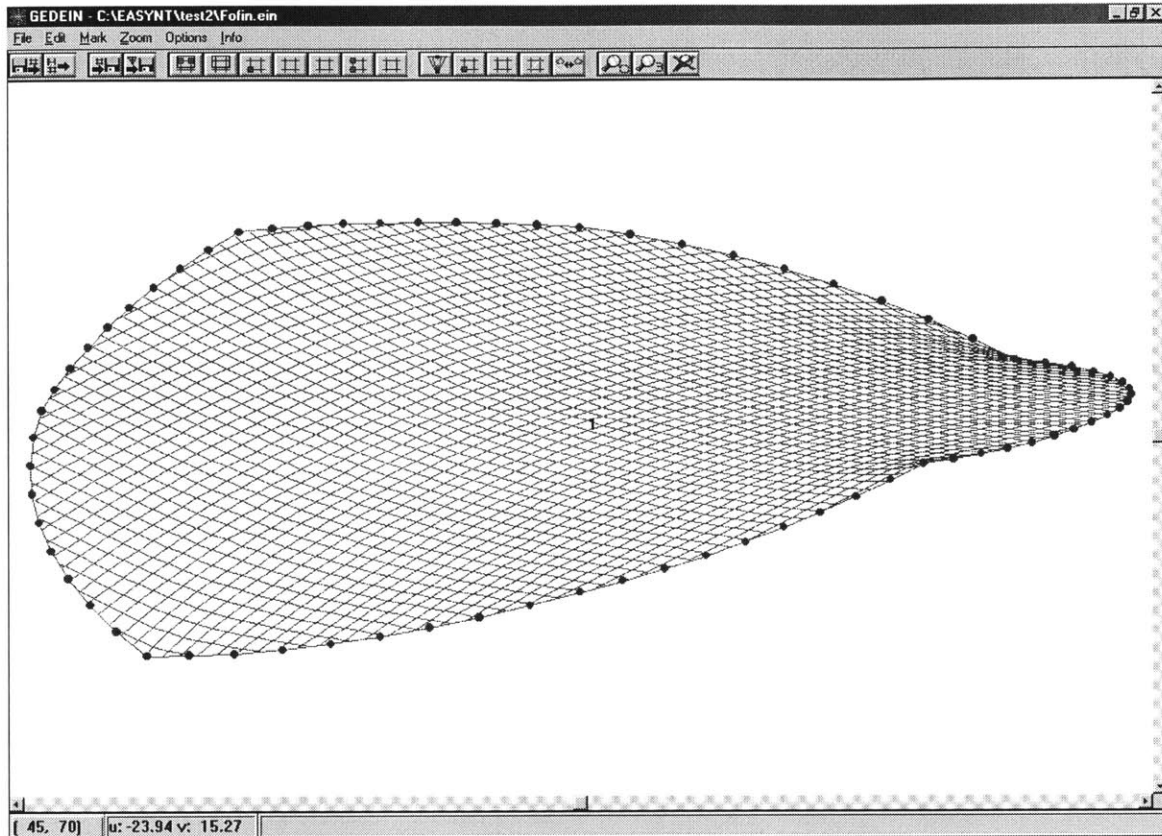 GEDEIN - C:\EASYNT\test2\Fofin.ein
File Edit Mark Zoom Options Info
1
[ 45, 70] u: -23.94 v: 15.27